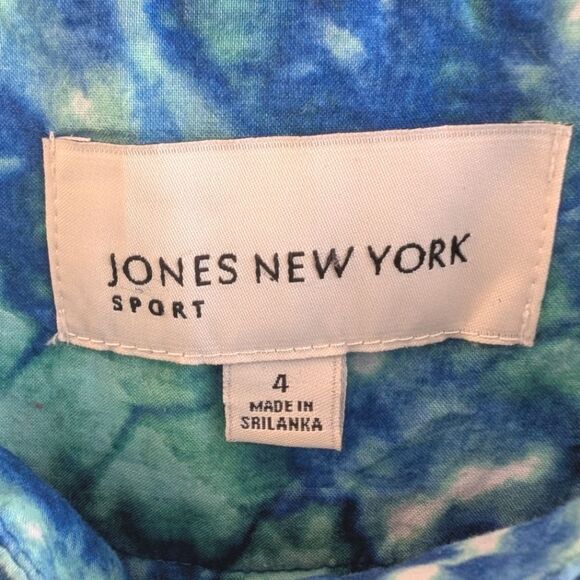 JONES NEW YORK
SPORT
4
MADE IN
SRILANKA